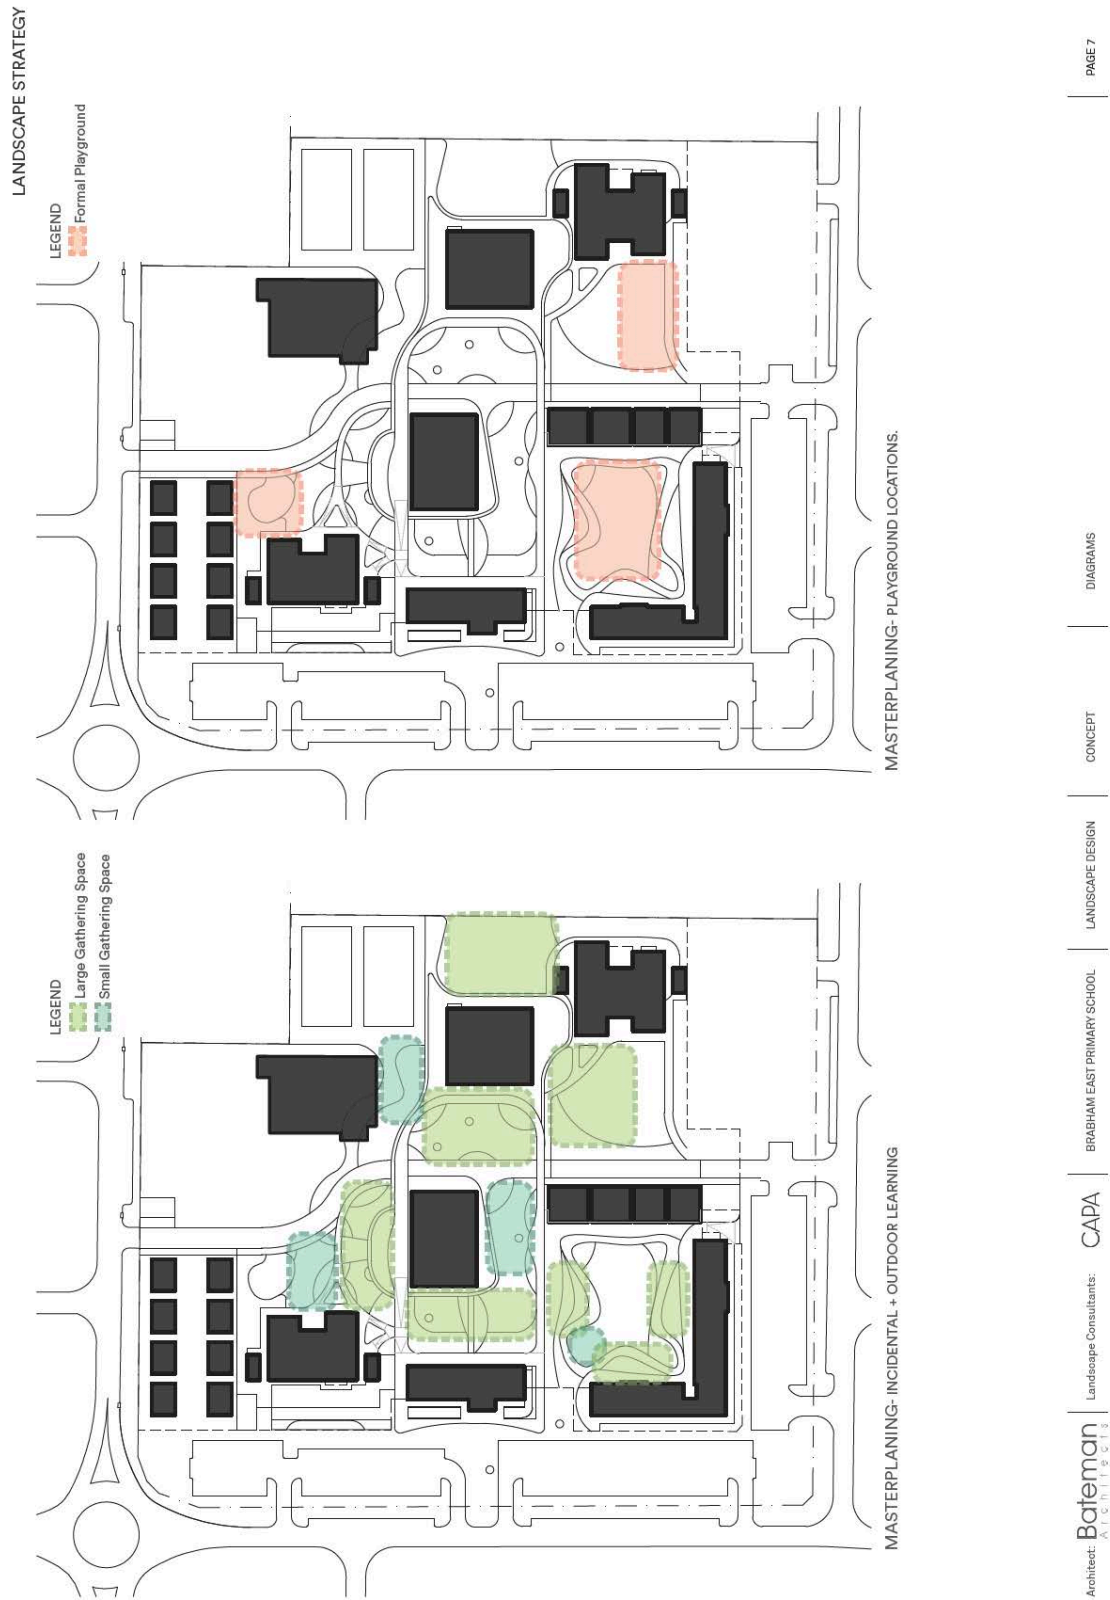 LANDSCAPE STRATEGY
LEGEND
Large Gathering Space
Small Gathering Space
MASTERPLANING- INCIDENTAL + OUTDOOR LEARNING
LEGEND
Formal Playground
MASTERPLANING- PLAYGROUND LOCATIONS.
Architect: Bateman
Architects
Landscape Consultants: CAPA
BRABHAM EAST PRIMARY SCHOOL
LANDSCAPE DESIGN
CONCEPT
DIAGRAMS
PAGE 7